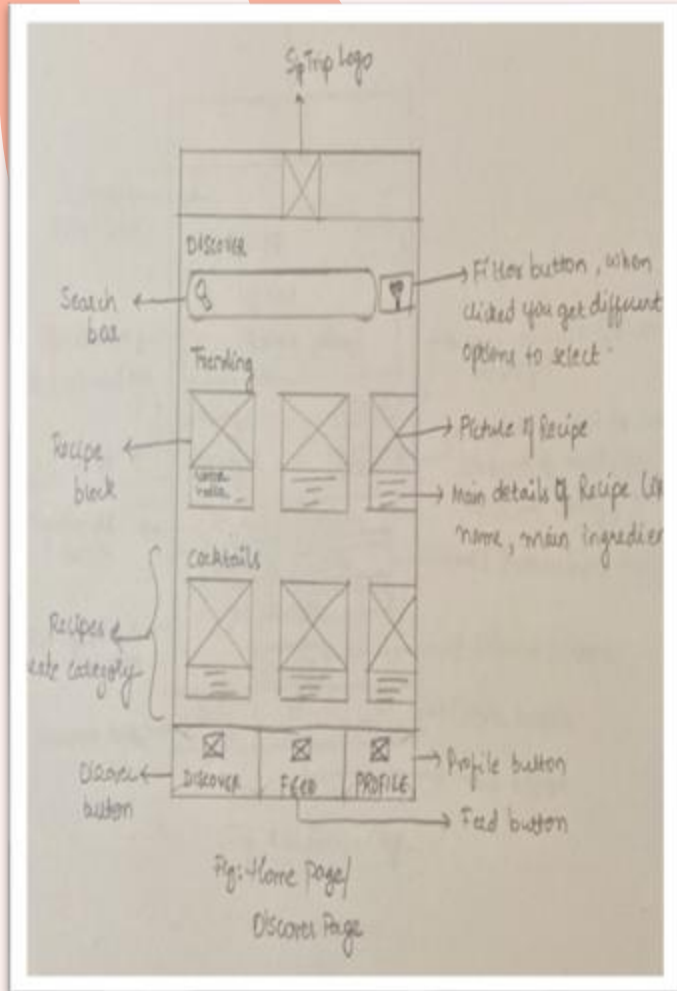 SipTrip Logo
DISCOVER
Search
bar
Filter button, when
clicked you get different
options to select.
Trending
Recipe
block
Picture of Recipe
Main details of Recipe
name, main
Cocktails
Recipes
category
DISCOVER
FEED
PROFILE
Discover
button
Profile button
Feed button
Fig: Home Page/
Discover Page